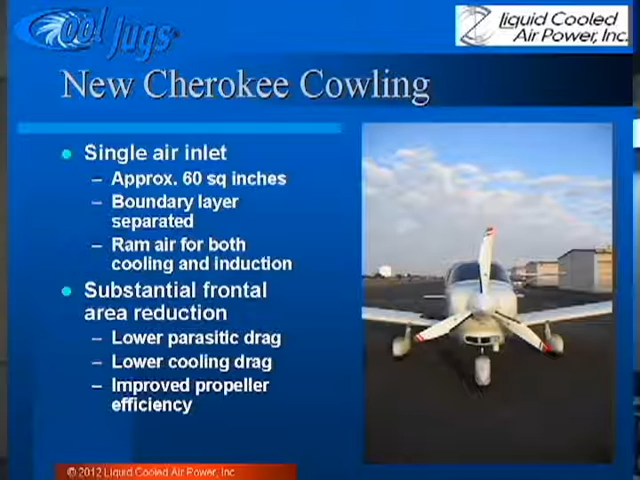 Cool Jugs
Liquid Cooled
Air Power, Inc.
New Cherokee Cowling
Single air inlet
– Approx. 60 sq inches
– Boundary layer
separated
– Ram air for both
cooling and induction
Substantial frontal
area reduction
– Lower parasitic drag
– Lower cooling drag
– Improved propeller
efficiency
© 2012 Liquid Cooled Air Power, Inc